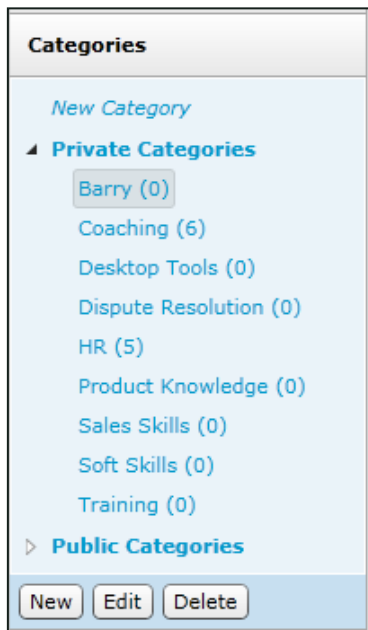 Categories
New Category
Private Categories
Barry (0)
Coaching (6)
Desktop Tools (0)
Dispute Resolution (0)
HR (5)
Product Knowledge (0)
Sales Skills (0)
Soft Skills (0)
Training (0)
Public Categories
New Edit Delete